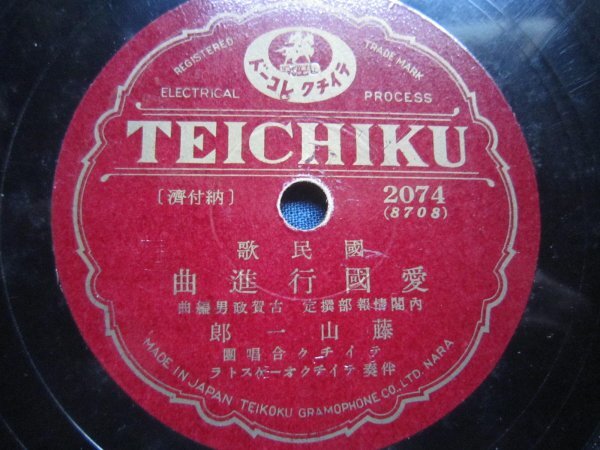 REGISTERED TRADE MARK
テイチクレコード
ELECTRICAL PROCESS
TEICHIKU
[納付濟]
2074
(8708)
國民歌
愛國行進曲
內閣情報部撰定 古賀政男編曲
藤山一郎
テイチク合唱團
伴奏テイチクオーケストラ
MADE IN JAPAN TEIKOKU GRAMOPHONE CO., LTD. NARA